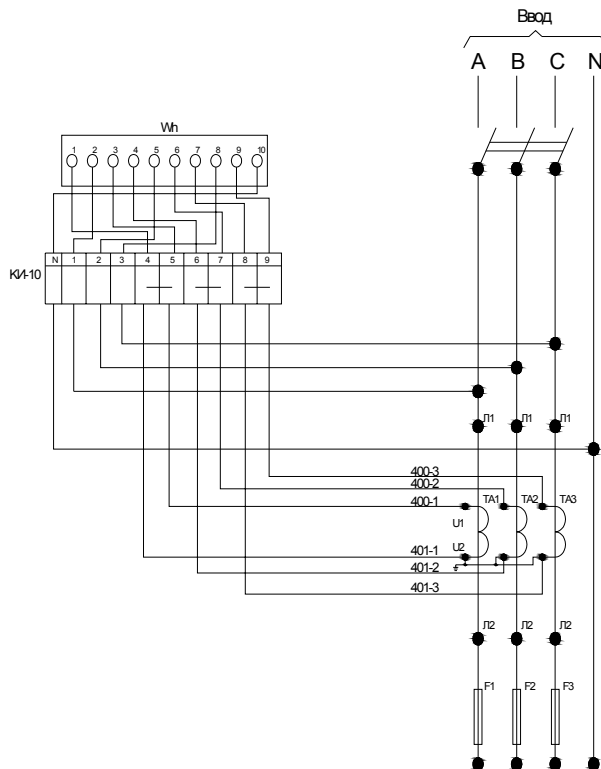 Ввод
A B C N
Wh
1 2 3 4 5 6 7 8 9 10
КИ-10
N 1 2 3 4 5 6 7 8 9
Л1 Л1 Л1
400-3
400-2
400-1
TA1 TA2 TA3
U1
U2
401-1
401-2
401-3
Л2 Л2 Л2
F1 F2 F3